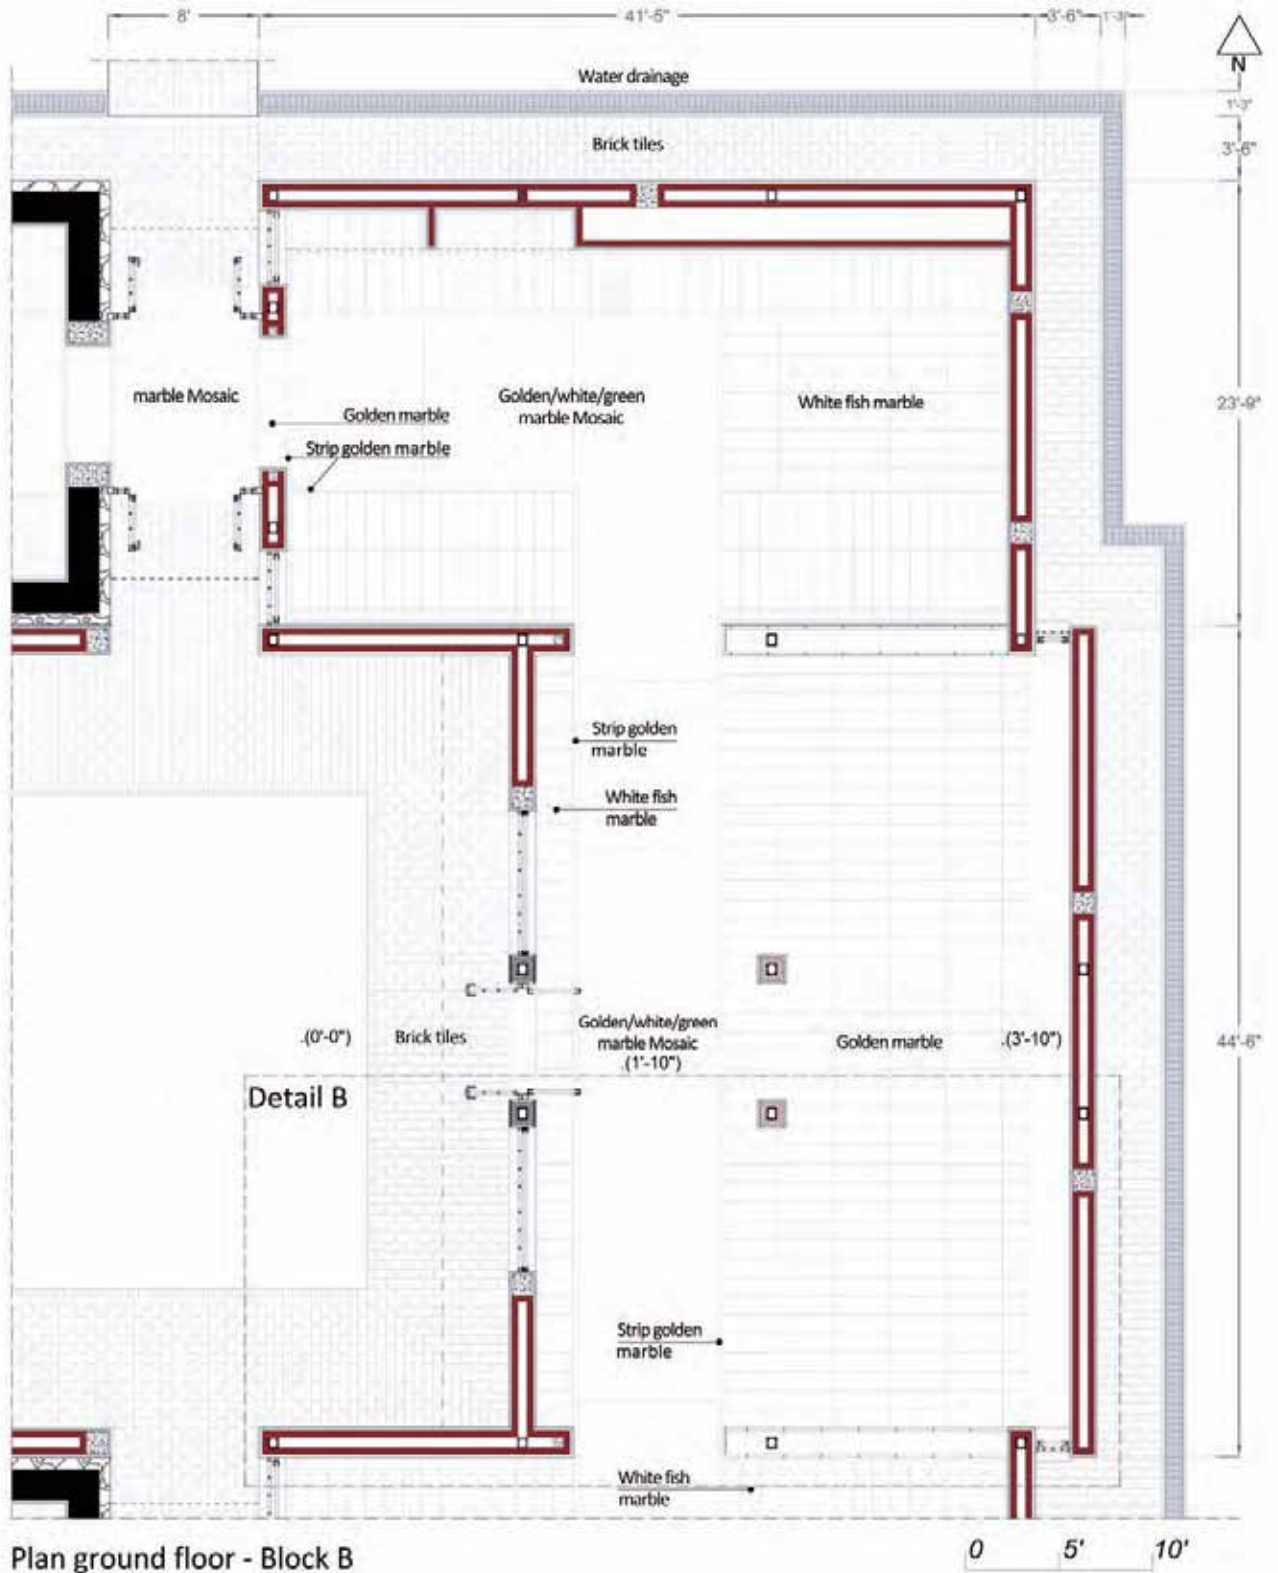 8'
41'-5"
3'-6"
1'-3"
N
Water drainage
1'-3"
Brick tiles
3'-6"
marble Mosaic
Golden/white/green
marble Mosaic
White fish marble
23'-9"
Golden marble
Strip golden marble
Strip golden
marble
White fish
marble
.(0'-0")
Brick tiles
Golden/white/green
marble Mosaic
.(1'-10")
Golden marble
.(3'-10")
44'-6"
Detail B
Strip golden
marble
White fish
marble
Plan ground floor - Block B
0
5'
10'